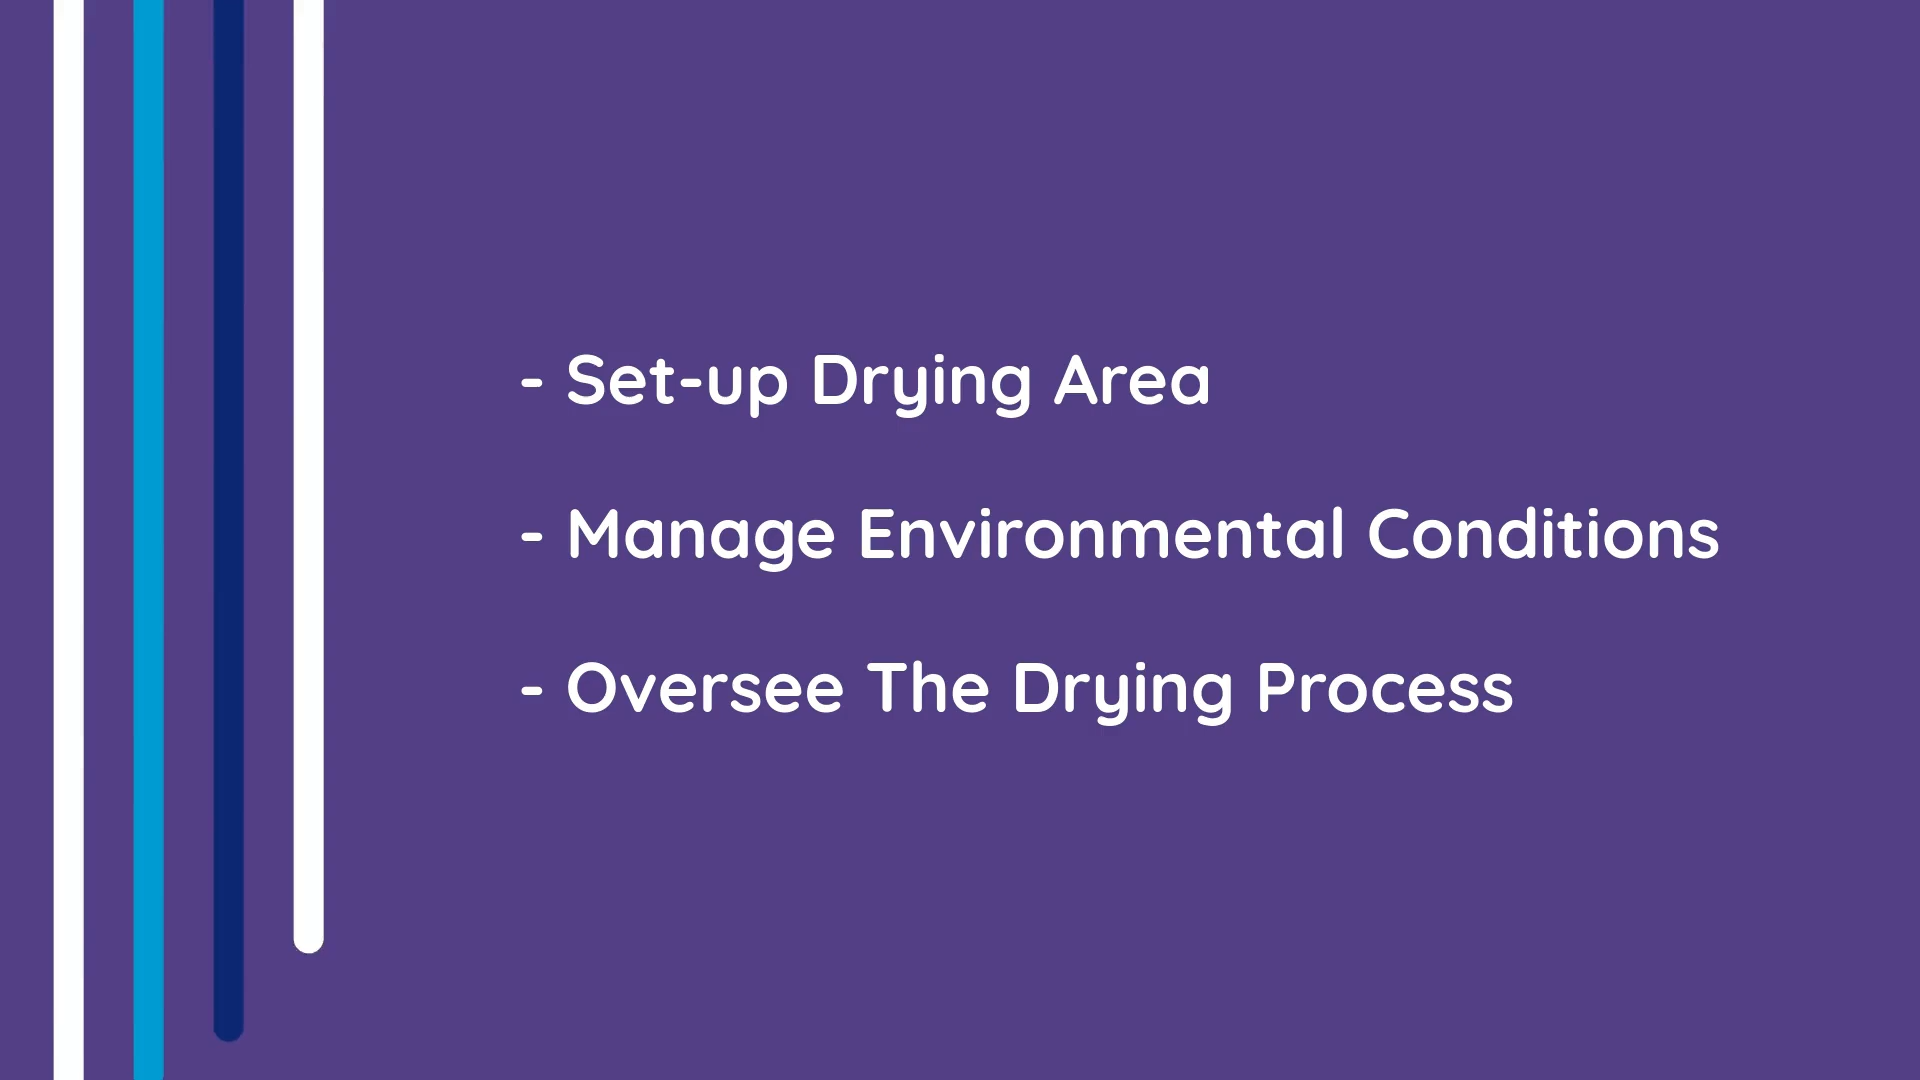 - Set-up Drying Area
- Manage Environmental Conditions
- Oversee The Drying Process